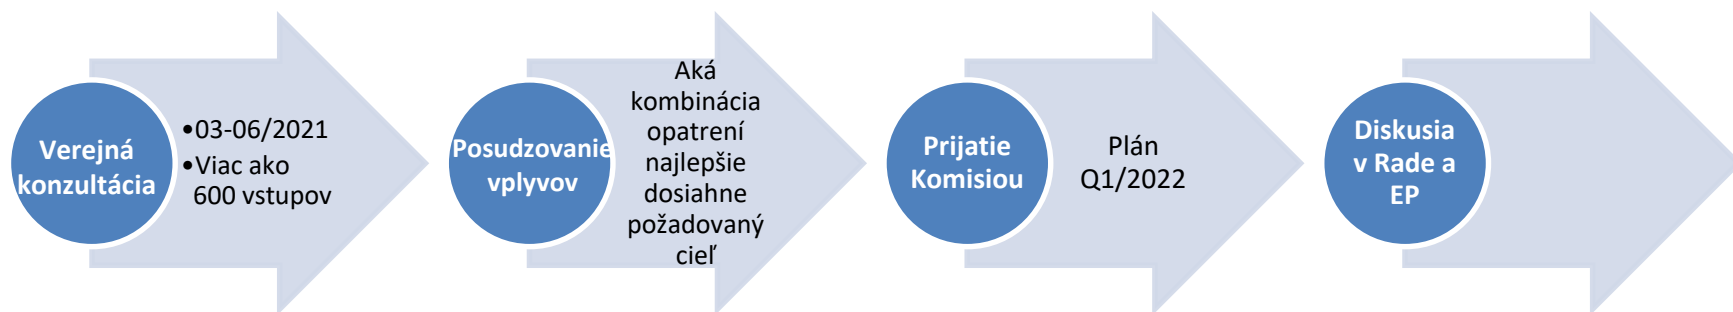 Verejná
konzultácia
•03-06/2021
•Viac ako
600 vstupov
Posudzovanie
vplyvov
Aká
kombinácia
opatrení
najlepšie
dosiahne
požadovaný
cieľ
Prijatie
Komisiou
Plán
Q1/2022
Diskusia
v Rade a
EP